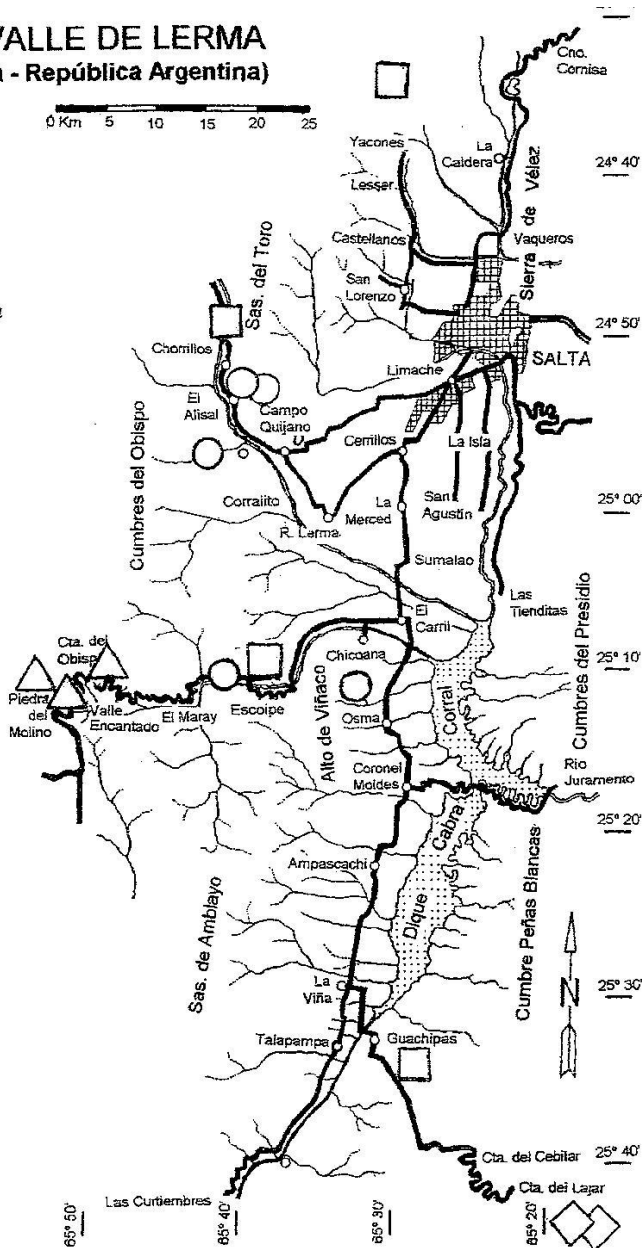 VALLE DE LERMA
- República Argentina)
0 Km 5 10 15 20 25
Cno.
Cornisa
Yacones
La
Caldera
24° 40'
Lesser
Sierra de Vélez
Castellanos
Vaqueros
Sas. del Toro
San
Lorenzo
24° 50'
Chorrillos
SALTA
Limache
El
Alisal
Campo
Quijano
Cerrillos
La Isla
Cumbres del Obispo
Corralito
La
Merced
San
Agustín
25° 00'
R. Lerma
Sumalao
Las
Tienditas
El
Carril
Cumbres del Presidio
Cta. del
Obisp
Chicoana
25° 10'
Piedra
del
Molino
Valle
Encantado
El Maray
Escoipe
Alto de Viñaco
Osma
Corral
Coronel
Moldes
Rio
Juramento
25° 20'
Cabra
Ampascachi
Sas. de Amblayo
Dique
Cumbre Peñas Blancas
La
Viña
N
25° 30'
Talapampa
Guachipas
Cta. del Cebilar
25° 40'
Cta. del Lajar
Las Curtiembres
65° 50'
65° 40'
65° 30'
65° 20'